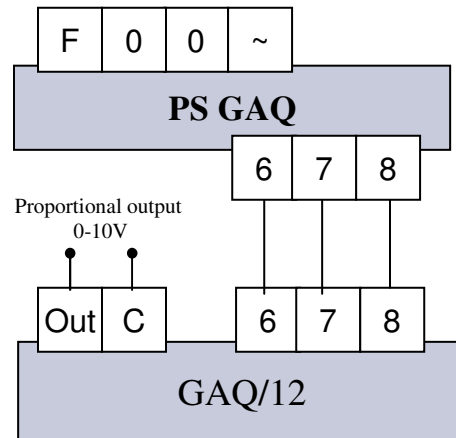 F 0 0 ~
PS GAQ
6 7 8
Proportional output
0-10V
Out C 6 7 8
GAQ/12